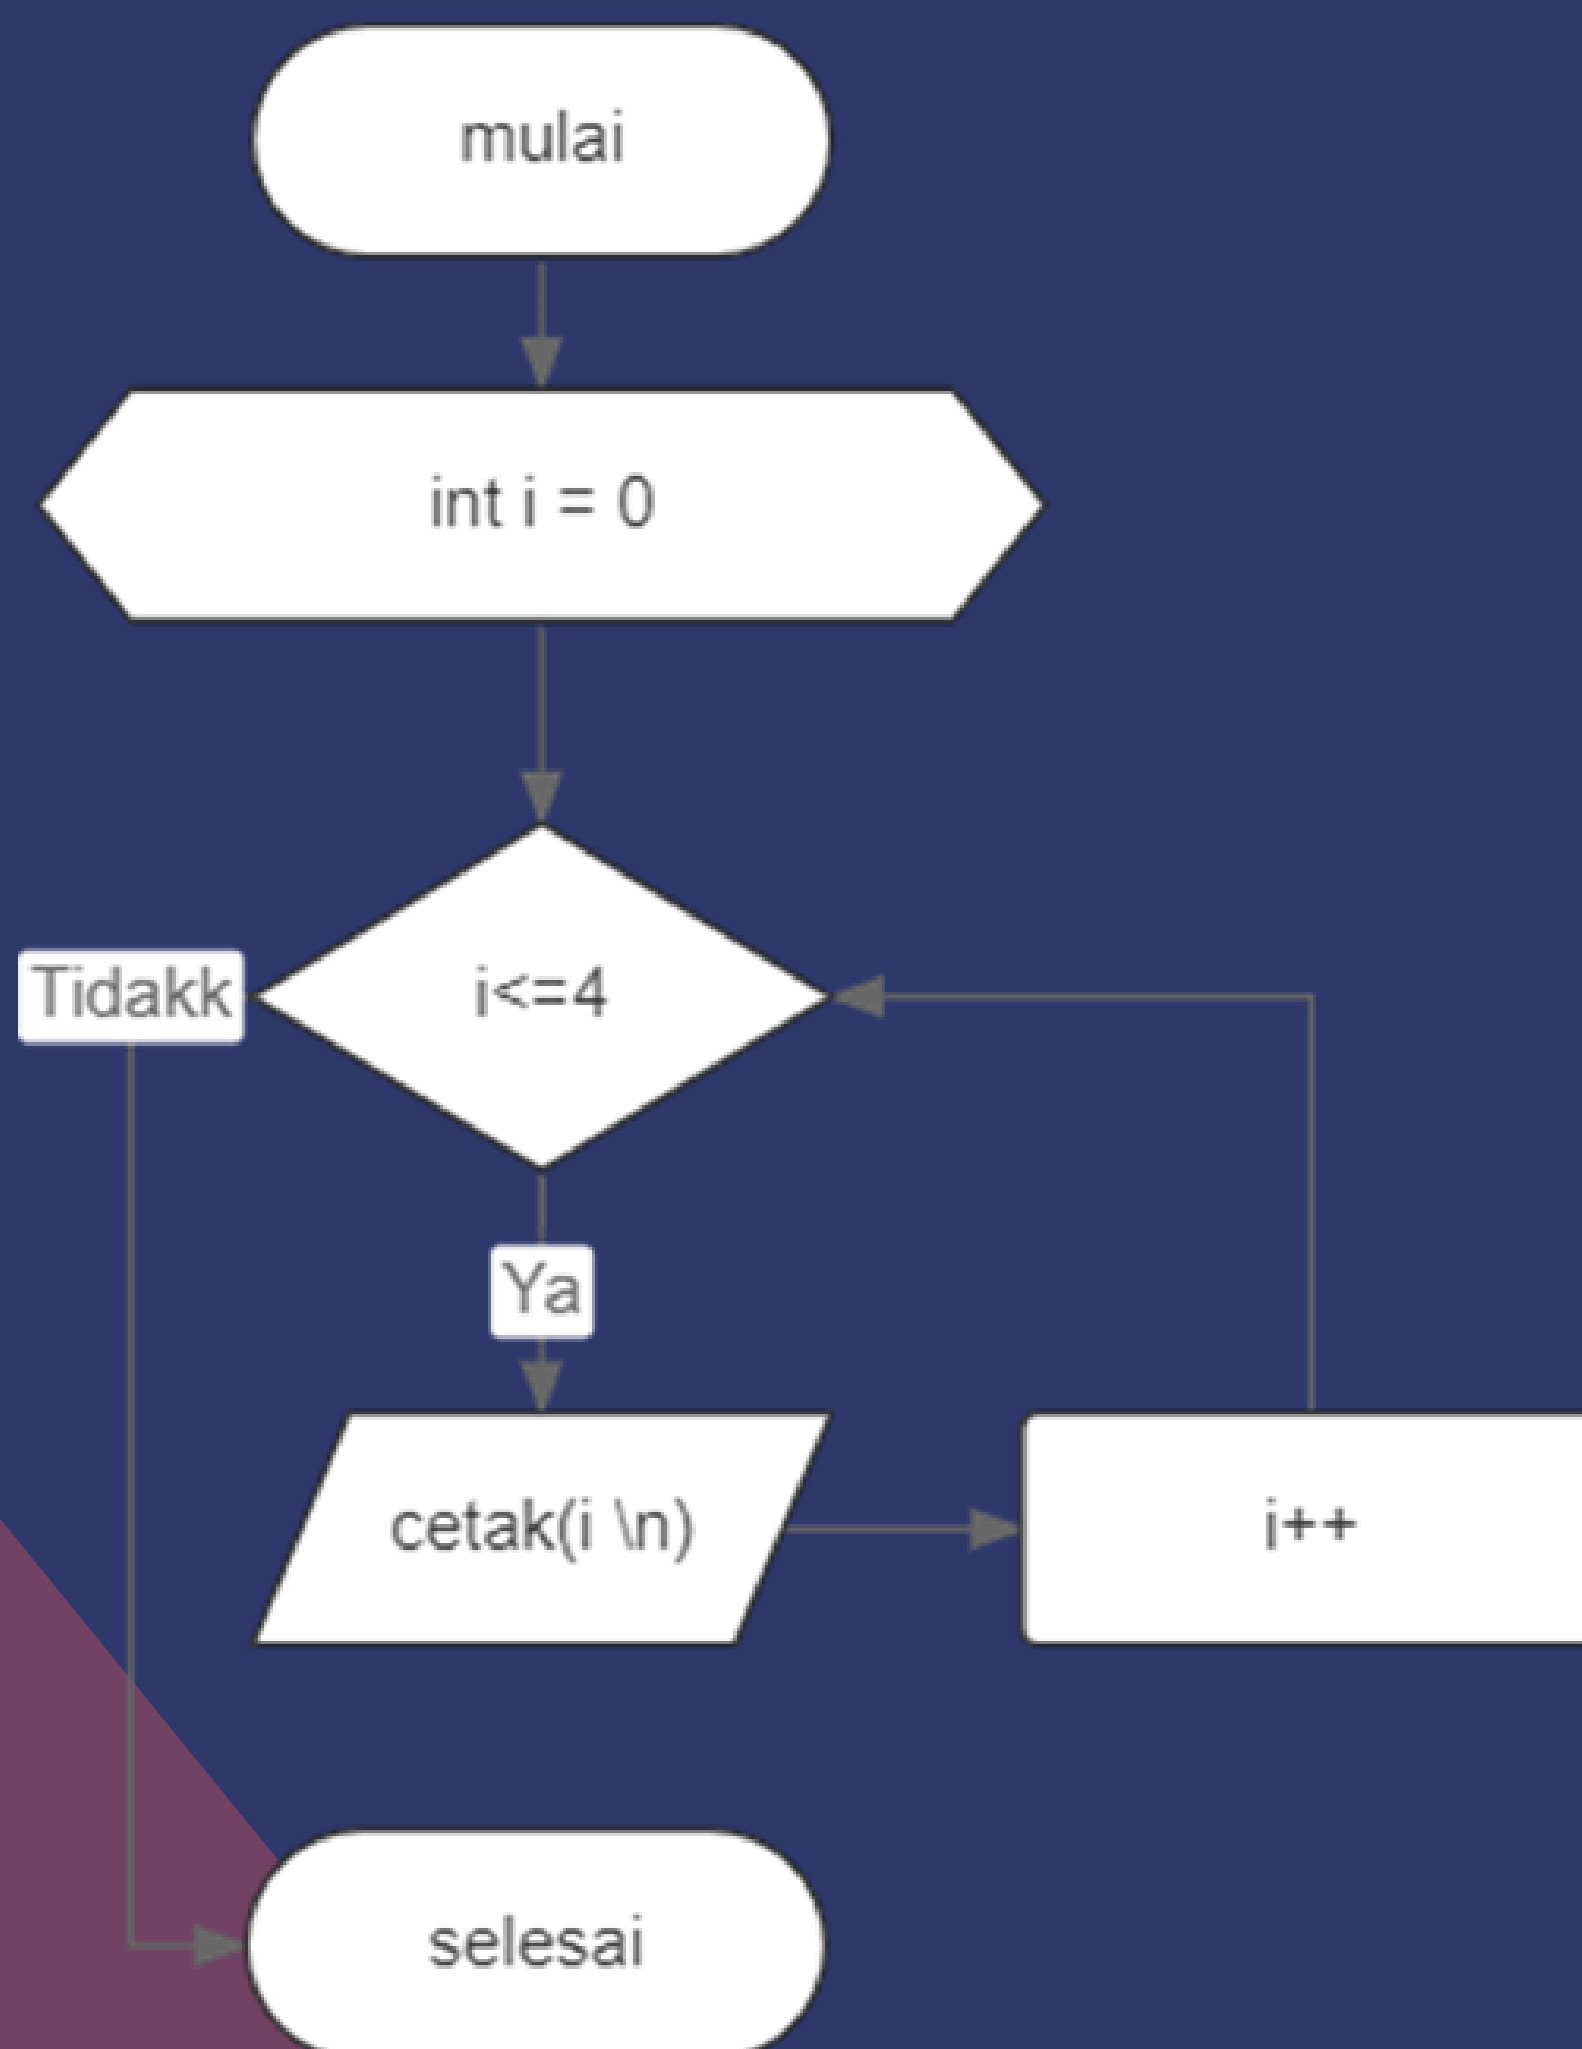 mulai
int i = 0
i<=4
Tidakk
Ya
cetak(i \n)
i++
selesai